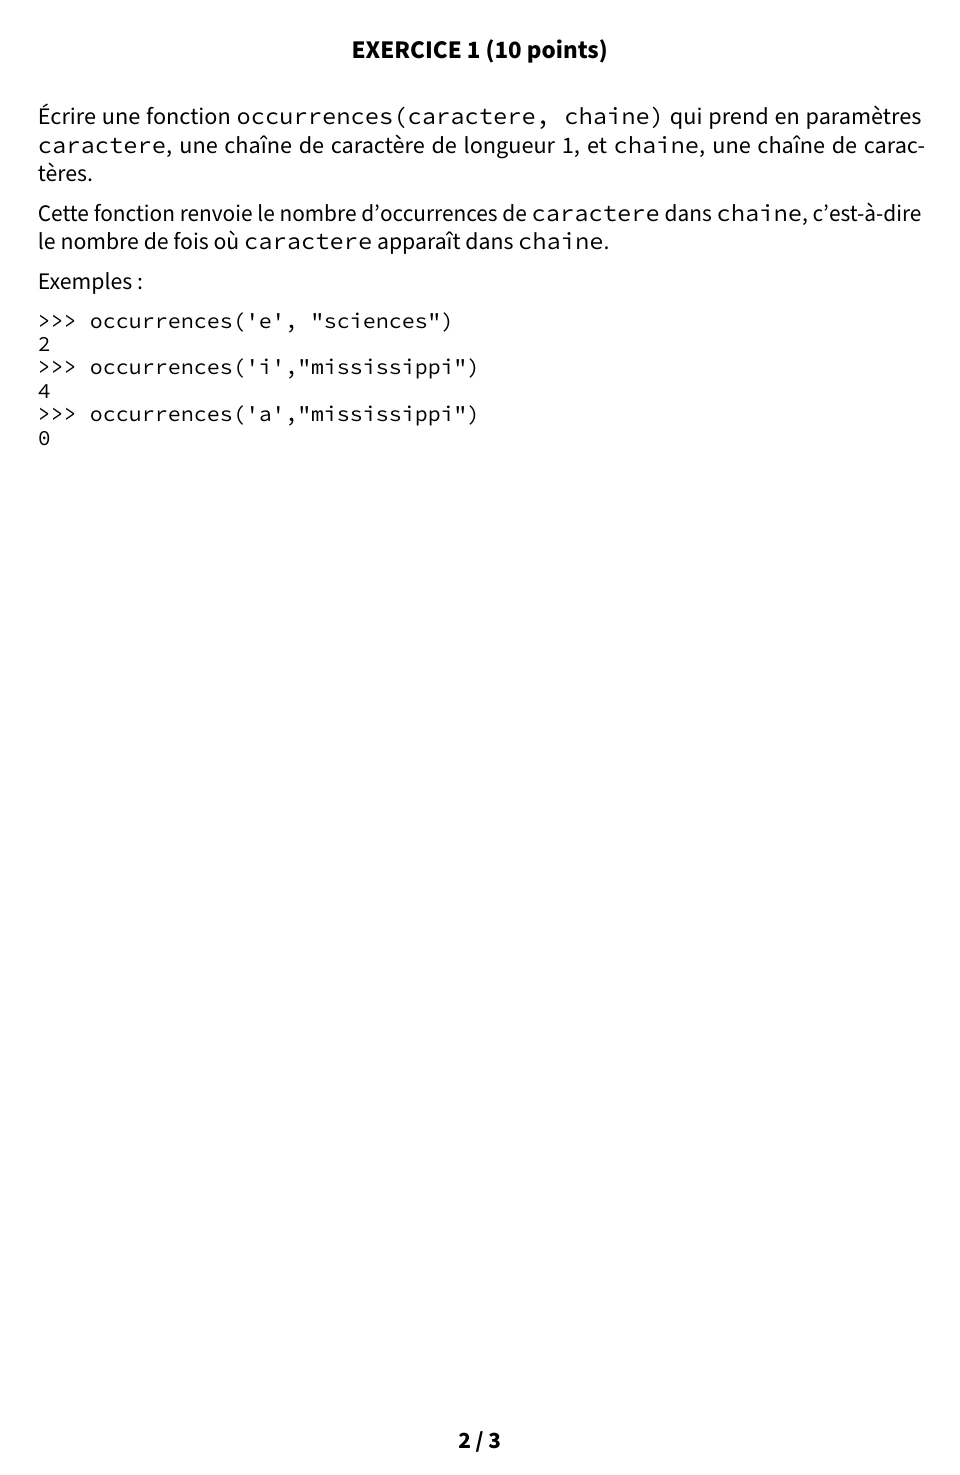 EXERCICE 1 (10 points)
Écrire une fonction occurrences(caractere, chaine) qui prend en paramètres
caractere, une chaîne de caractère de longueur 1, et chaine, une chaîne de carac-
tères.
Cette fonction renvoie le nombre d’occurrences de caractere dans chaine, c’est-à-dire
le nombre de fois où caractere apparaît dans chaine.
Exemples :
>>> occurrences('e', "sciences")
2
>>> occurrences('i',"mississippi")
4
>>> occurrences('a',"mississippi")
0
2 / 3